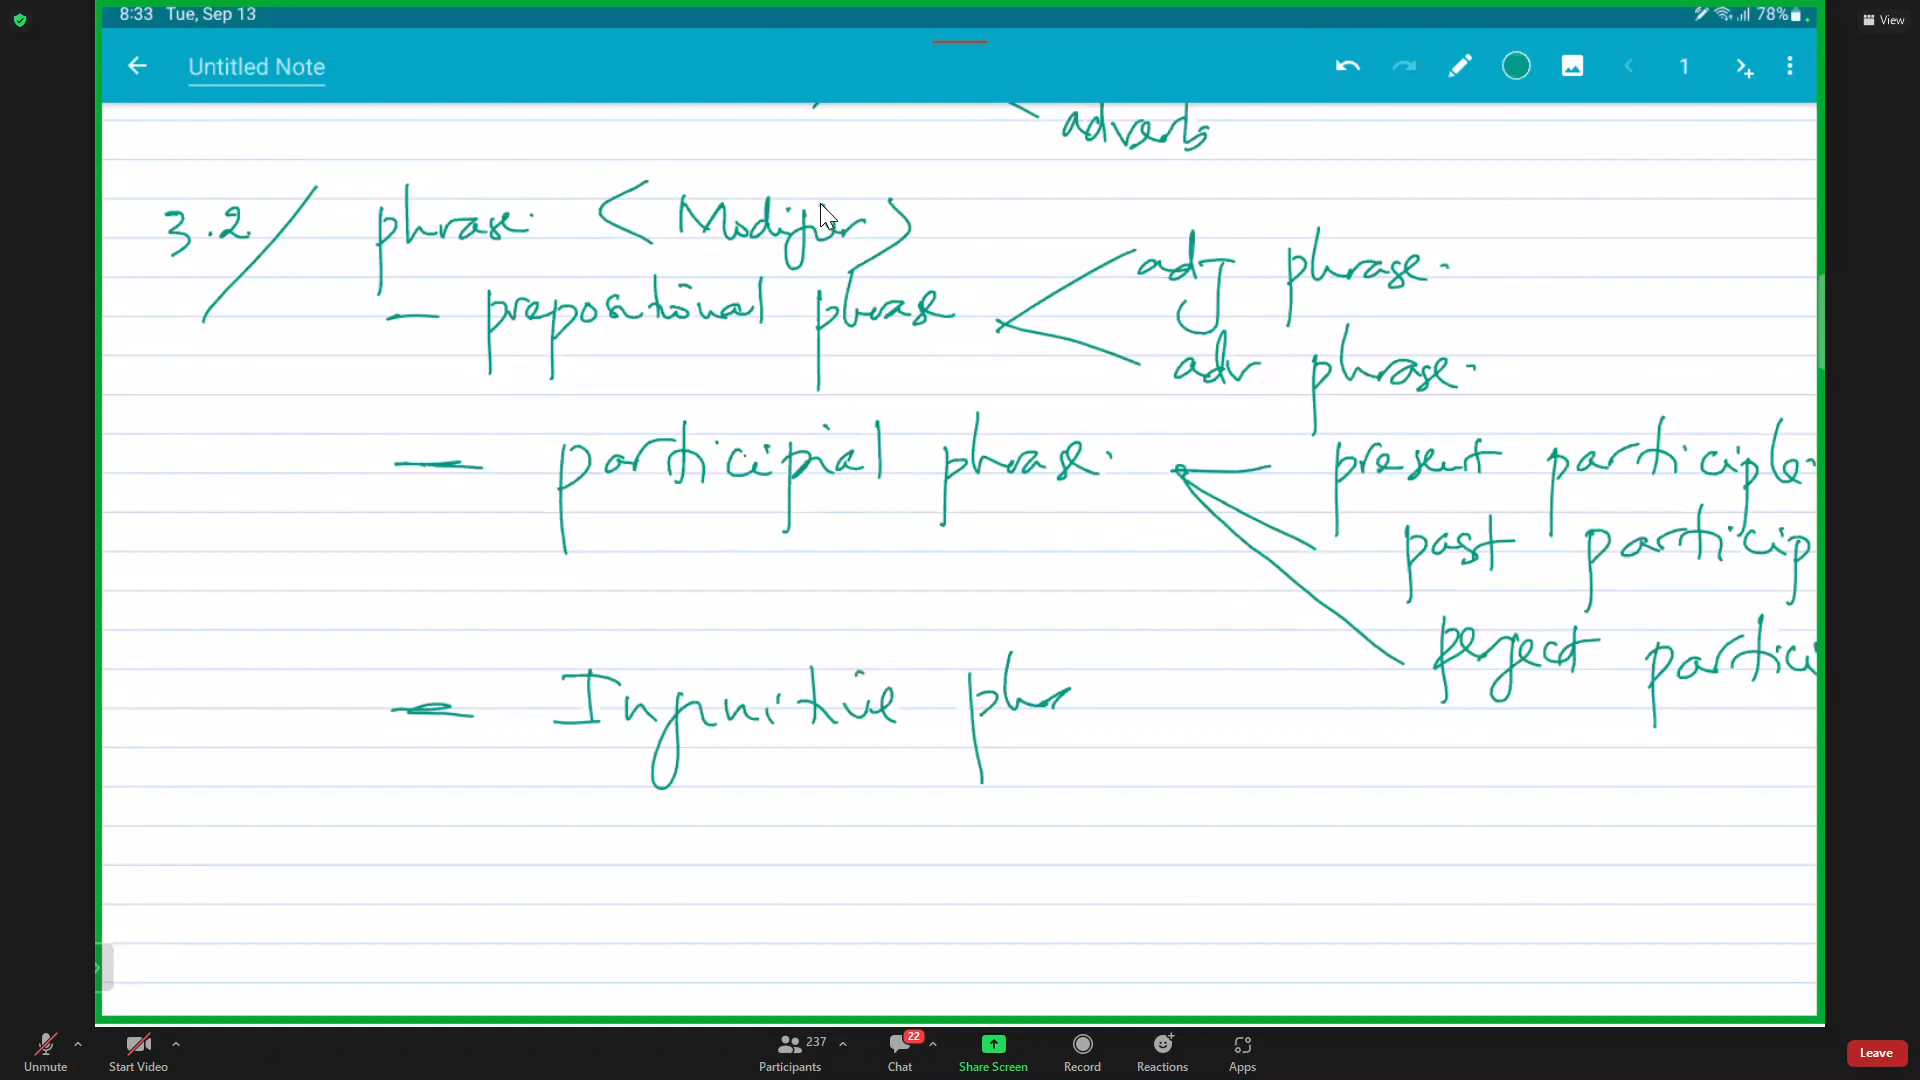 8:33 Tue, Sep 13
78%
View
Untitled Note
1
adverb
3.2 / phrase. < Modifier >
— prepositional phrase
adj phrase.
adv phrase.
— participial phrase. — present participle.
past particip
perfect partici
— Infinitive phra
Unmute
Start Video
237
Participants
22
Chat
Share Screen
Record
Reactions
Apps
Leave